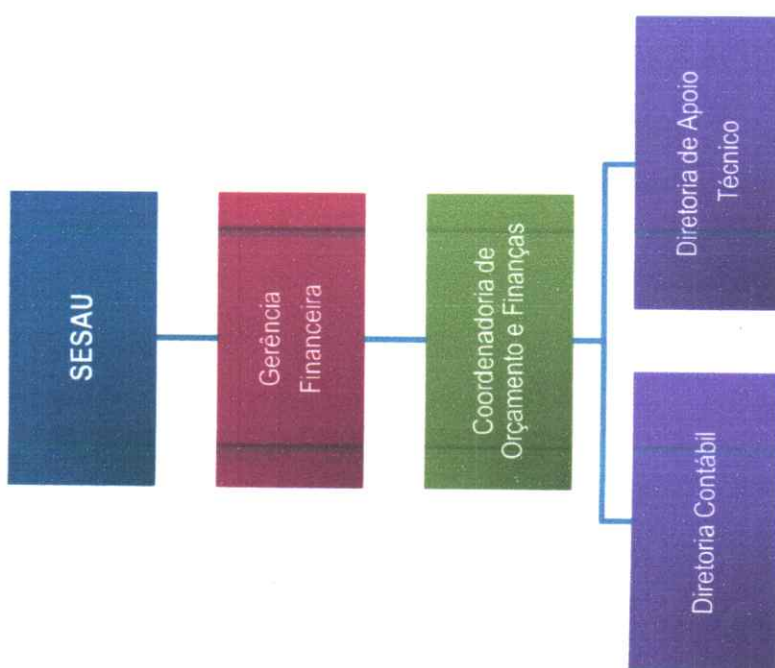 SESAU
Gerência
Financeira
Coordenadoria de
Orçamento e Finanças
Diretoria Contábil
Diretoria de Apoio
Técnico